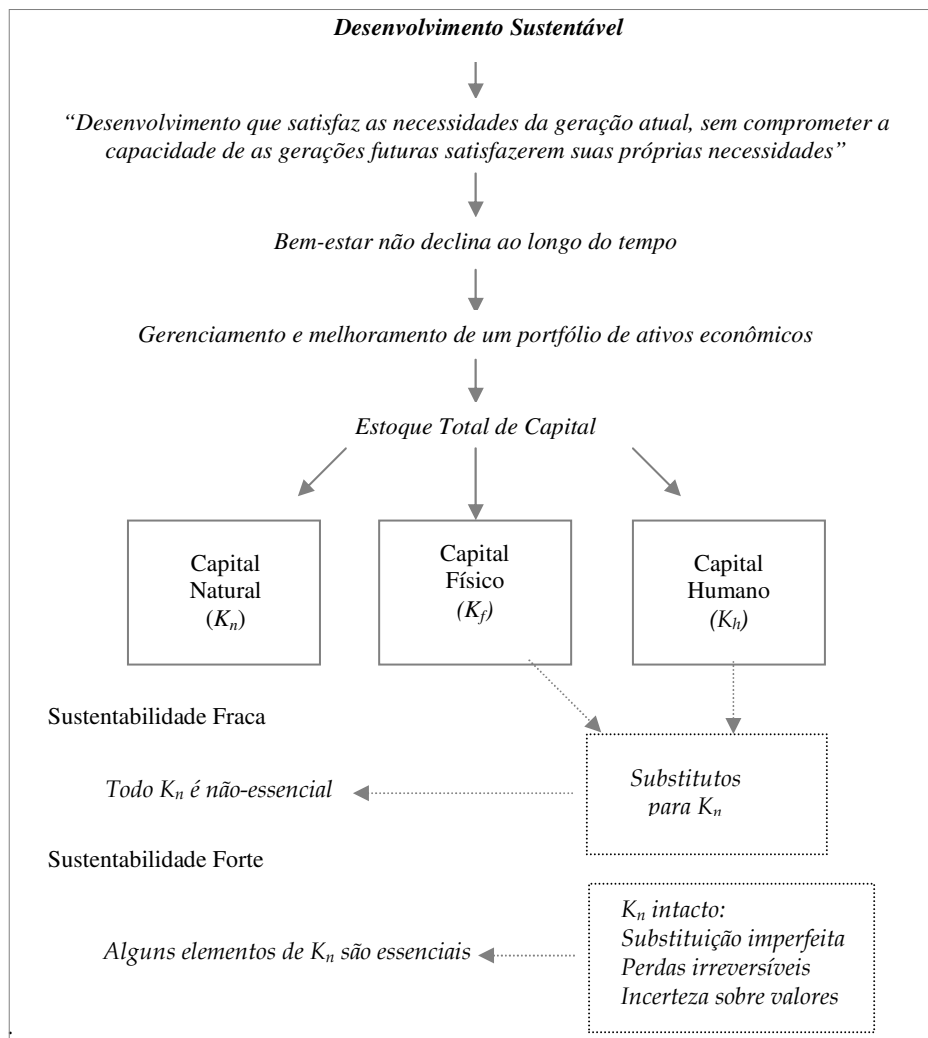 Desenvolvimento Sustentável
“Desenvolvimento que satisfaz as necessidades da geração atual, sem comprometer a
capacidade de as gerações futuras satisfazerem suas próprias necessidades”
Bem-estar não declina ao longo do tempo
Gerenciamento e melhoramento de um portfólio de ativos econômicos
Estoque Total de Capital
Capital
Natural
(Kn)
Capital
Físico
(Kf)
Capital
Humano
(Kh)
Sustentabilidade Fraca
Todo Kn é não-essencial
Substitutos
para Kn
Sustentabilidade Forte
Alguns elementos de Kn são essenciais
Kn intacto:
Substituição imperfeita
Perdas irreversíveis
Incerteza sobre valores
.